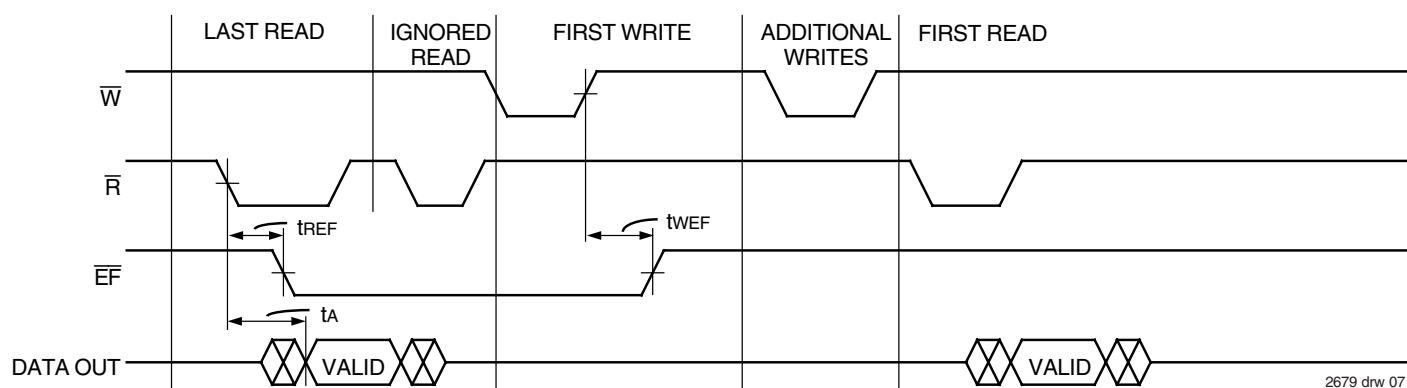 LAST READ
IGNORED
READ
FIRST WRITE
ADDITIONAL
WRITES
FIRST READ
W̅
R̅
tREF
tWEF
E̅F̅
tA
DATA OUT
VALID
VALID
2679 drw 07